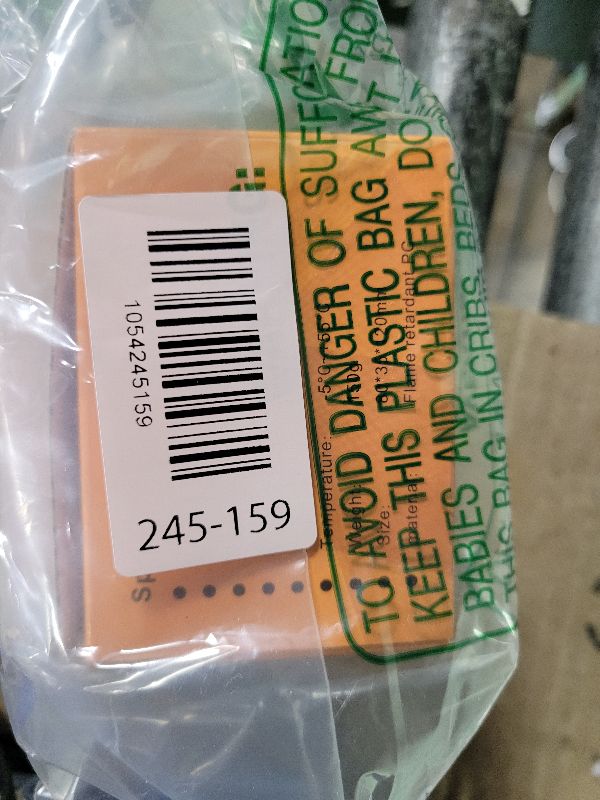 1054245159
245-159
TO AVOID DANGER OF SUFFOCATION
KEEP THIS PLASTIC BAG AWAY FROM
BABIES AND CHILDREN, DO
THIS BAG IN CRIBS, BEDS
Temperature:
Weight:
Size:
Material: Flame retardant PC